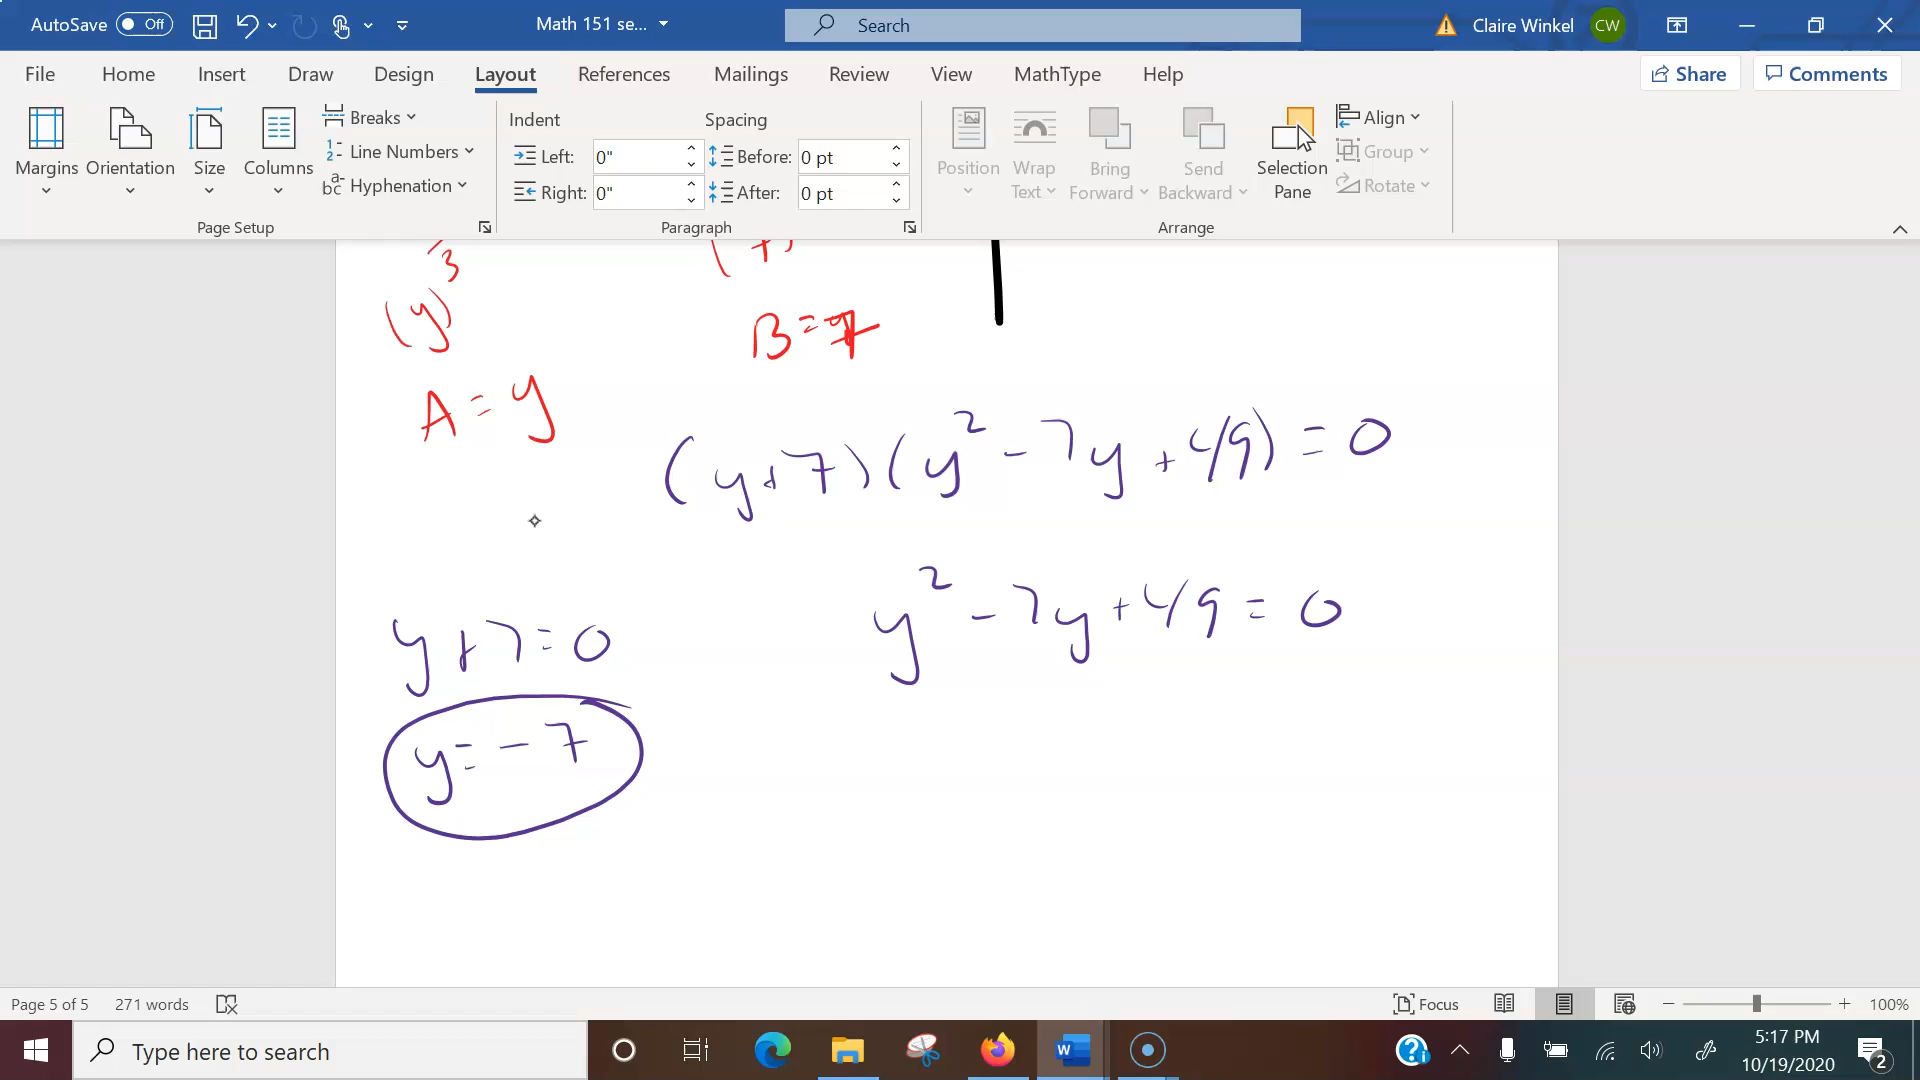 AutoSave Off Math 151 se... Search Claire Winkel CW
File Home Insert Draw Design Layout References Mailings Review View MathType Help Share Comments
Margins Orientation Size Columns
Breaks
Line Numbers
Hyphenation
Page Setup
Indent Spacing
Left: 0" Before: 0 pt
Right: 0" After: 0 pt
Paragraph
Position Wrap Text Bring Forward Send Backward Selection Pane
Align
Group
Rotate
Arrange
3
(y)
B = 7
A = y
(y+7)(y² - 7y + 49) = 0
y² - 7y + 49 = 0
y + 7 = 0
y = - 7
Page 5 of 5 271 words Focus 100%
Type here to search
5:17 PM
10/19/2020
2